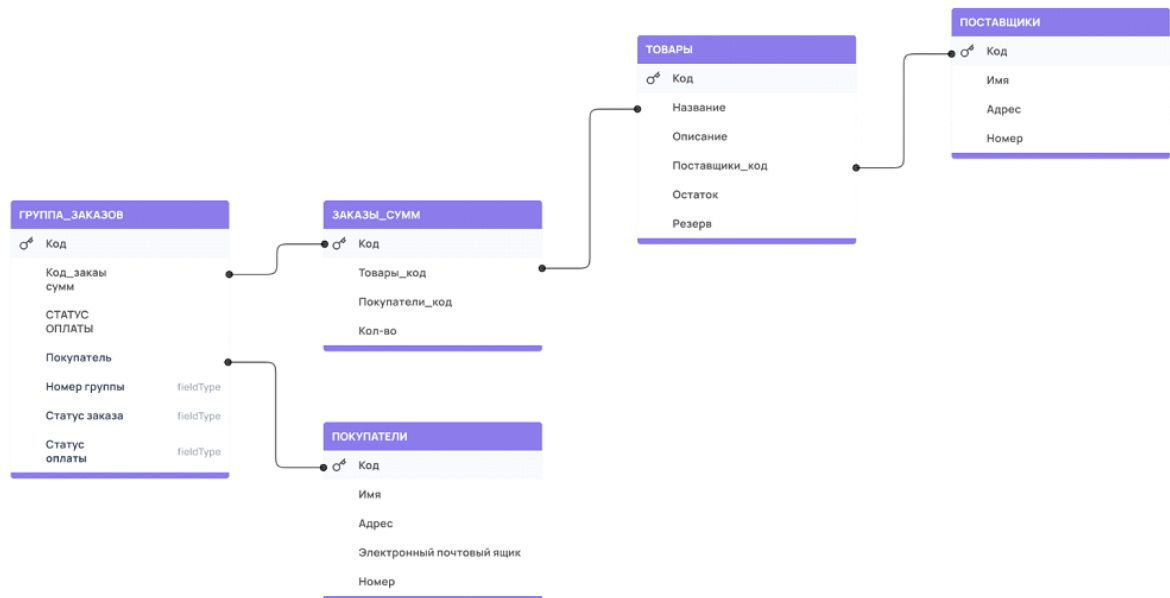 ГРУППА_ЗАКАЗОВ
Код
Код_закаы
сумм
СТАТУС
ОПЛАТЫ
Покупатель
Номер группы fieldType
Статус заказа fieldType
Статус
оплаты fieldType
ЗАКАЗЫ_СУММ
Код
Товары_код
Покупатели_код
Кол-во
ПОКУПАТЕЛИ
Код
Имя
Адрес
Электронный почтовый ящик
Номер
ТОВАРЫ
Код
Название
Описание
Поставщики_код
Остаток
Резерв
ПОСТАВЩИКИ
Код
Имя
Адрес
Номер